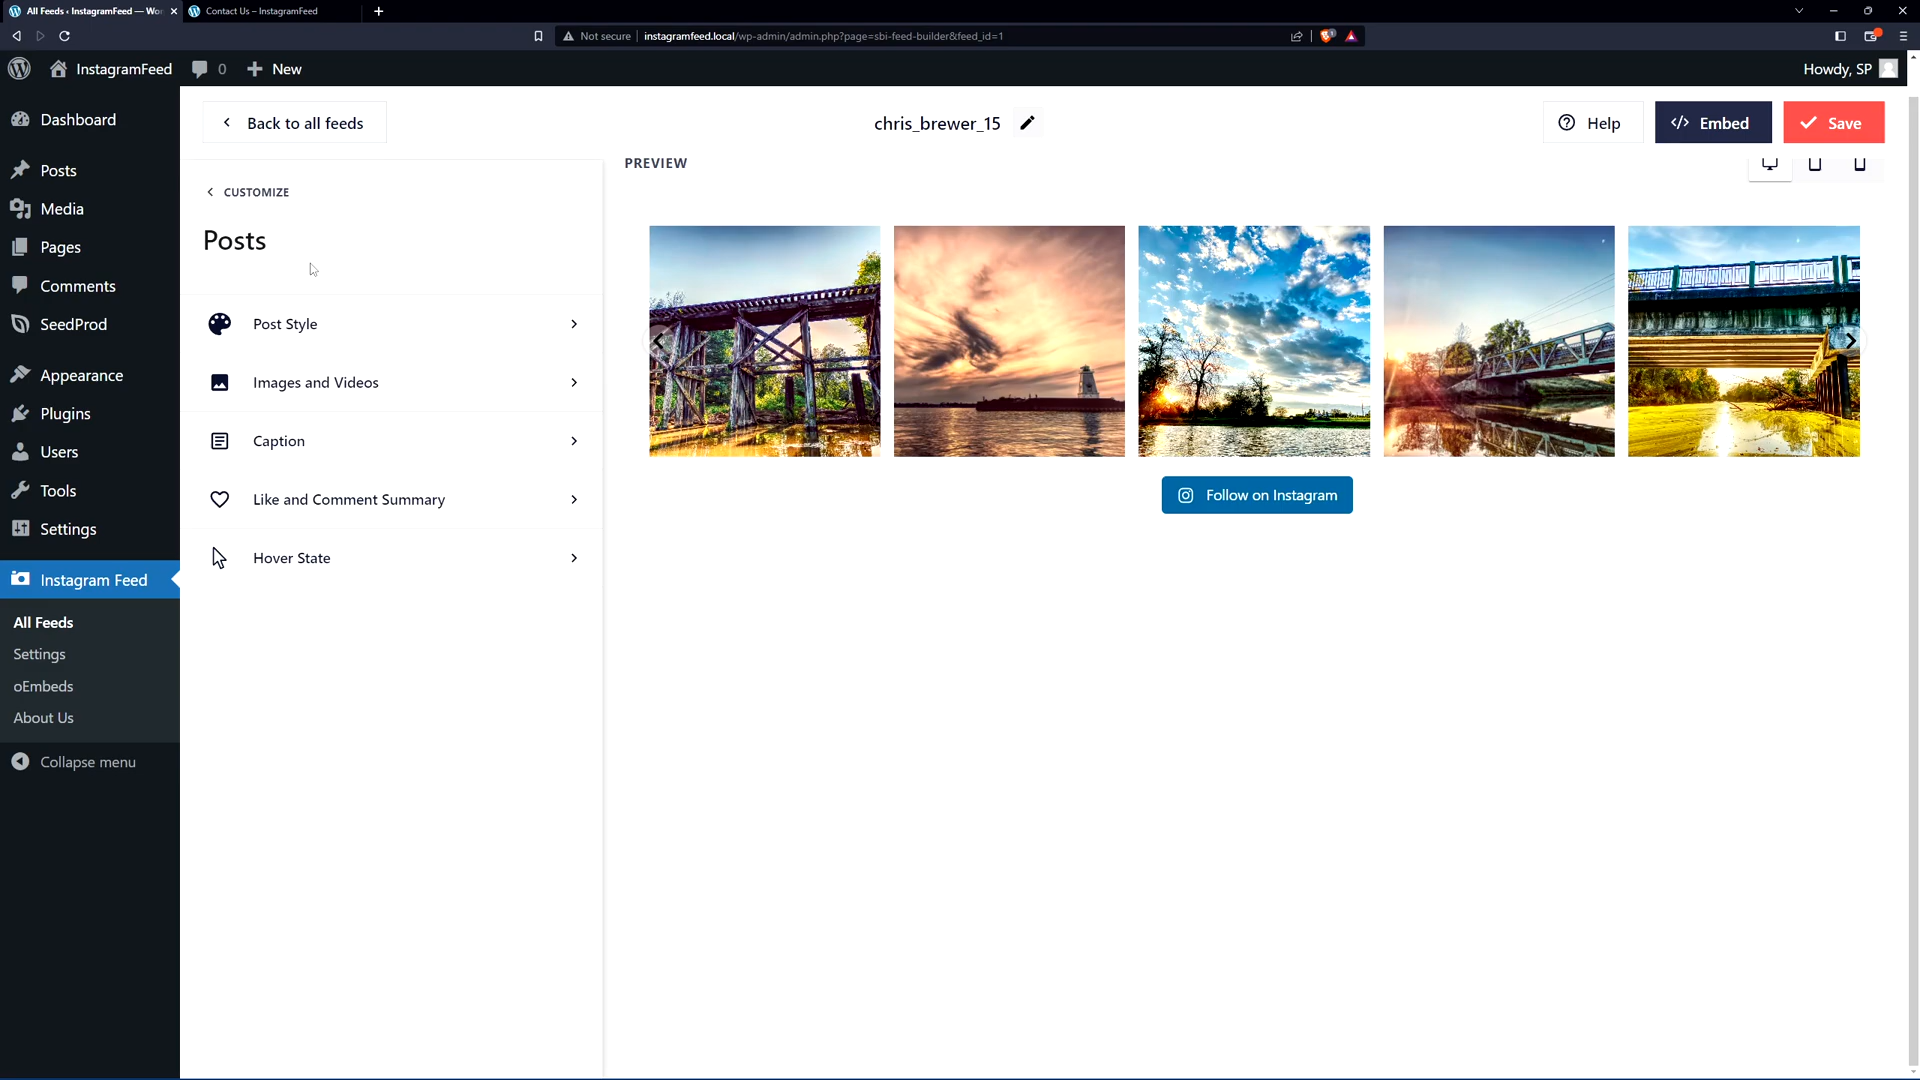 All Feeds ‹ InstagramFeed — Wor
Contact Us – InstagramFeed
Not secure
instagramfeed.local/wp-admin/admin.php?page=sbi-feed-builder&feed_id=1
InstagramFeed
0
New
Howdy, SP
Dashboard
Posts
Media
Pages
Comments
SeedProd
Appearance
Plugins
Users
Tools
Settings
Instagram Feed
All Feeds
Settings
oEmbeds
About Us
Collapse menu
Back to all feeds
chris_brewer_15
Help
Embed
Save
CUSTOMIZE
Posts
Post Style
Images and Videos
Caption
Like and Comment Summary
Hover State
PREVIEW
Follow on Instagram